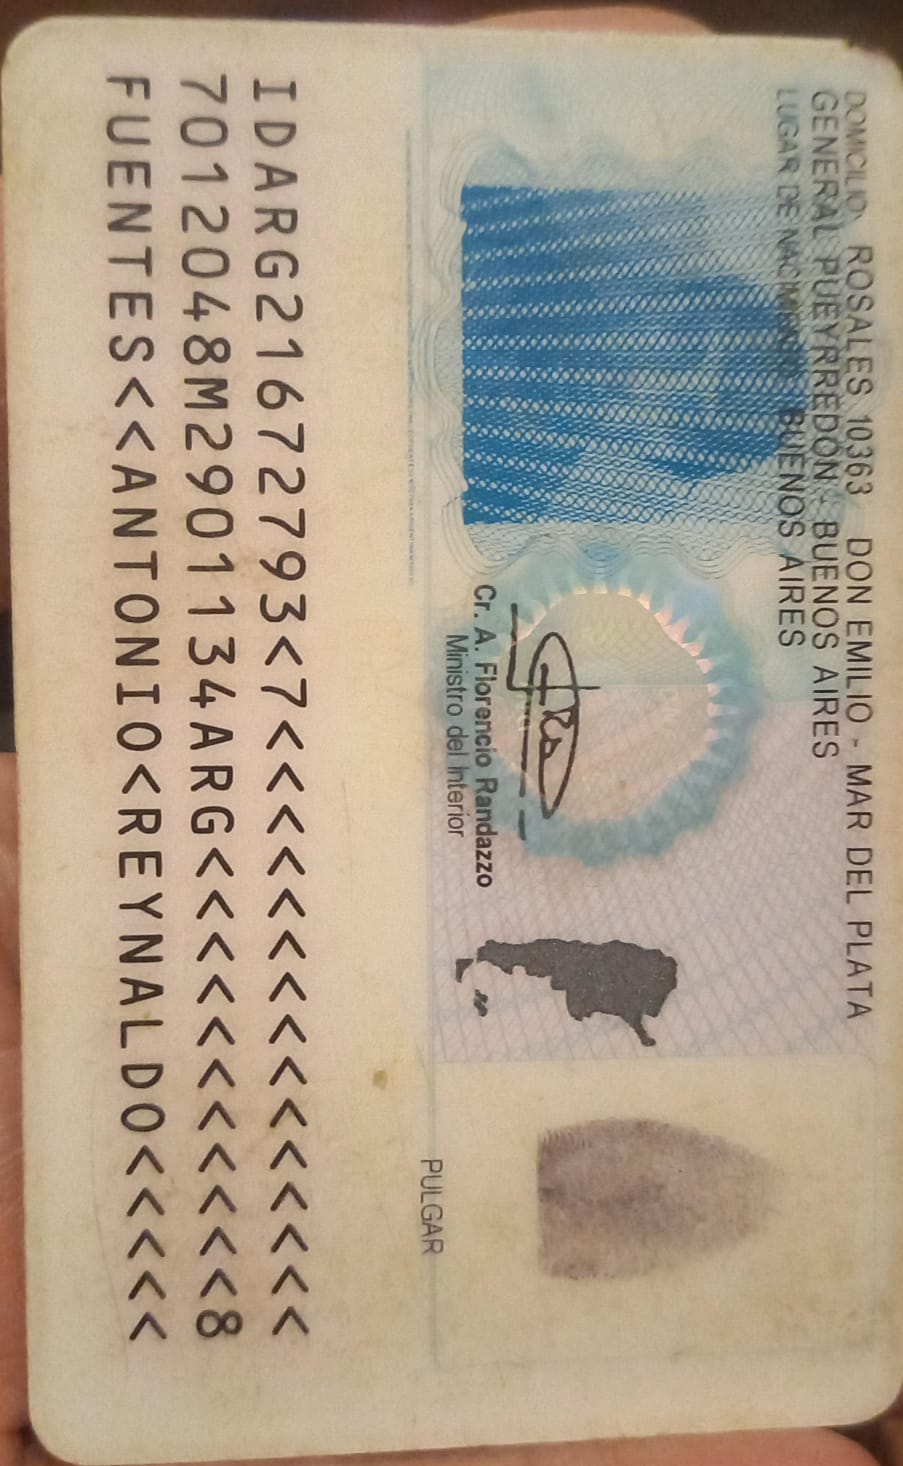 DOMICILIO: ROSALES 10363 DON EMILIO - MAR DEL PLATA
GENERAL PUEYRREDÓN - BUENOS AIRES
LUGAR DE NACIMIENTO: BUENOS AIRES
Cr. A. Florencio Randazzo
Ministro del Interior
PULGAR
IDARG21672793<7<<<<<<<<<<<<<<<
7012048M2901134ARG<<<<<<<<<<<8
FUENTES<<ANTONIO<REYNALDO<<<<<